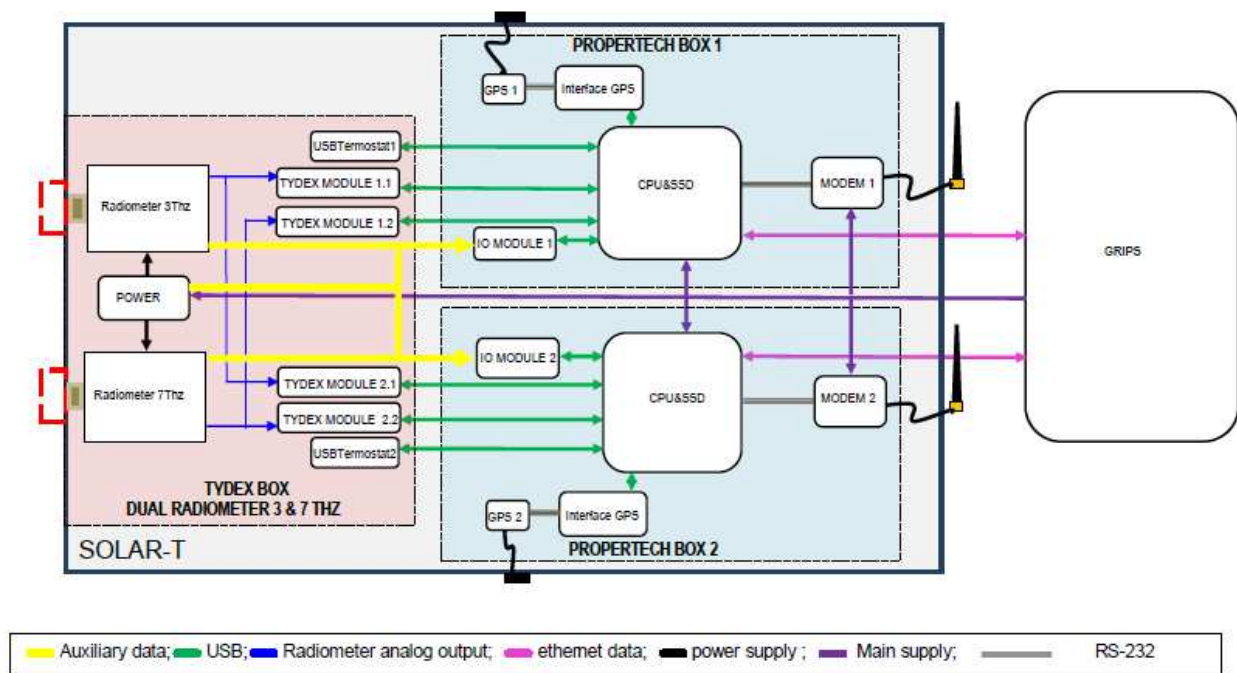 PROPERTECH BOX 1
GPS 1
Interface GPS
USBTermostat1
TYDEX MODULE 1.1
TYDEX MODULE 1.2
CPU&SSD
MODEM 1
IO MODULE 1
Radiometer 3Thz
POWER
GRIPS
Radiometer 7Thz
IO MODULE 2
TYDEX MODULE 2.1
TYDEX MODULE 2.2
USBTermostat2
CPU&SSD
MODEM 2
TYDEX BOX
DUAL RADIOMETER 3 & 7 THZ
GPS 2
Interface GPS
PROPERTECH BOX 2
SOLAR-T
Auxiliary data; USB; Radiometer analog output; ethernet data; power supply ; Main supply; RS-232